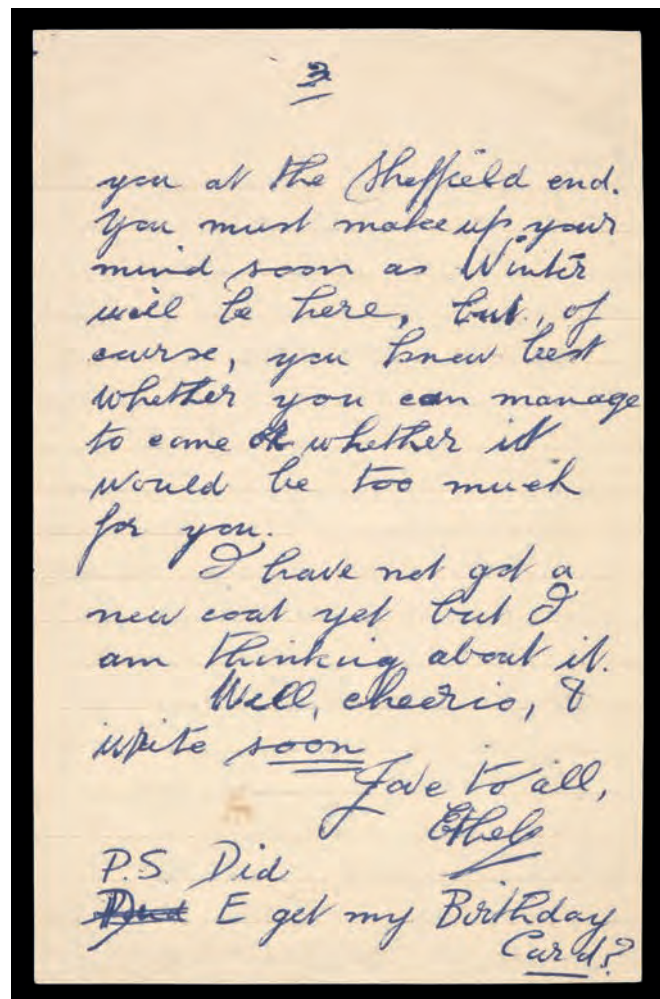 3
you at the Sheffield end.
You must make up your
mind soon as Winter
will be here, but, of
course, you know best
whether you can manage
to come or whether it
would be too much
for you.
I have not got a
new coat yet but I
am thinking about it.
Well, cheerio, &
write soon
Love to all,
Ethel
P.S. Did
E get my Birthday
Card?